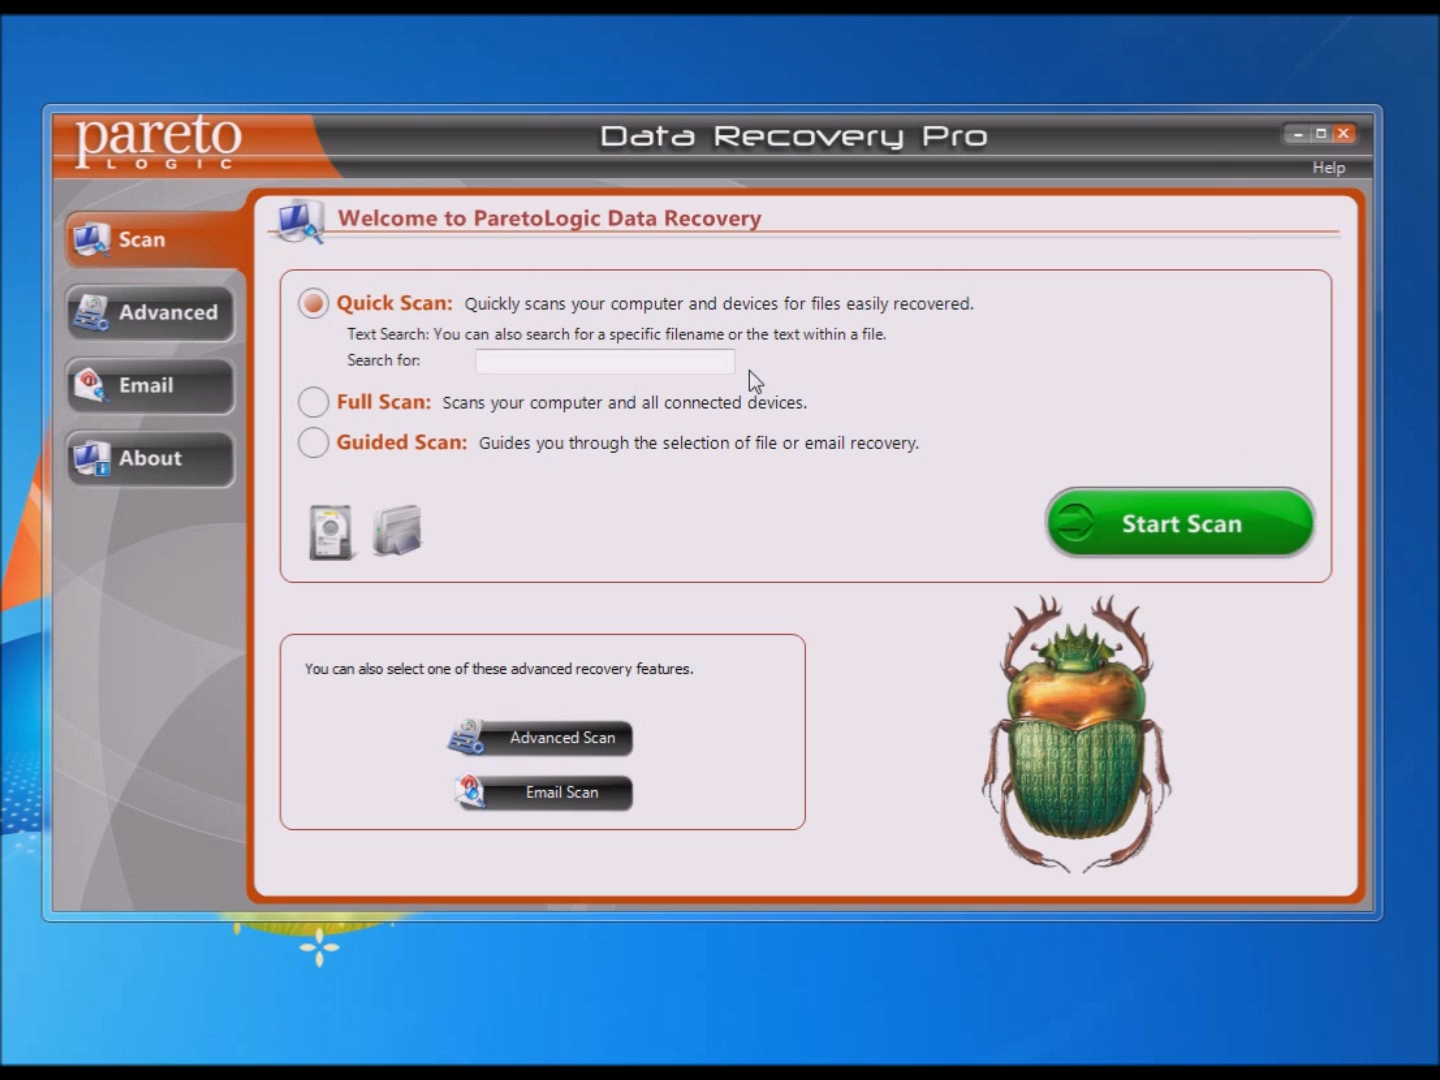 pareto
LOGIC
Data Recovery Pro
Help
Scan
Advanced
Email
About
Welcome to ParetoLogic Data Recovery
Quick Scan: Quickly scans your computer and devices for files easily recovered.
Text Search: You can also search for a specific filename or the text within a file.
Search for:
Full Scan: Scans your computer and all connected devices.
Guided Scan: Guides you through the selection of file or email recovery.
Start Scan
You can also select one of these advanced recovery features.
Advanced Scan
Email Scan